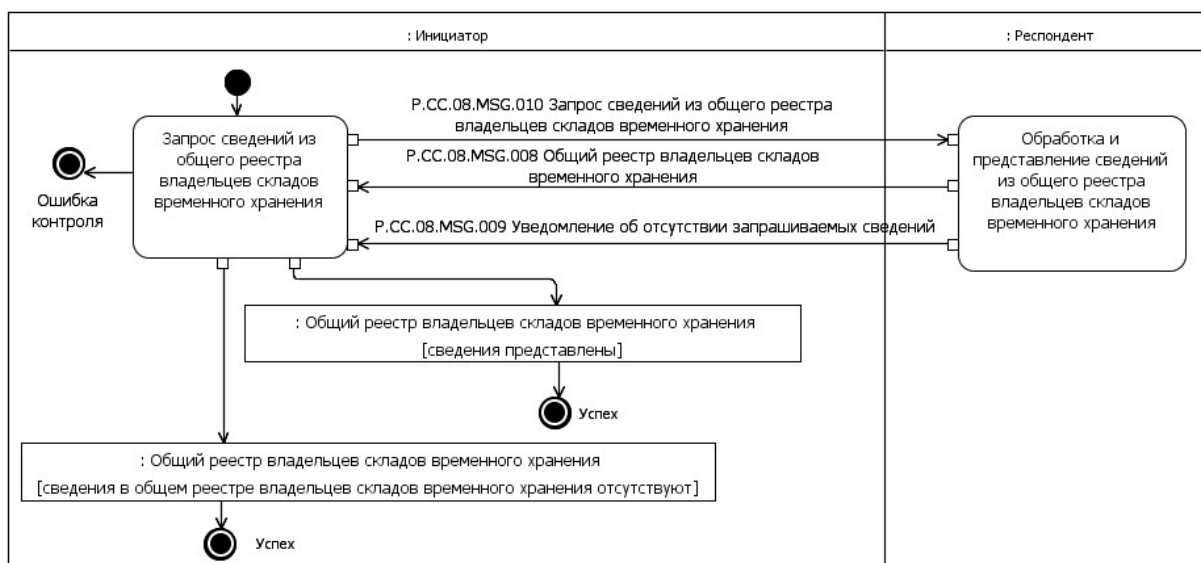 : Инициатор
: Респондент
P.CC.08.MSG.010 Запрос сведений из общего реестра
владельцев складов временного хранения
Запрос сведений из
общего реестра
владельцев складов
временного хранения
P.CC.08.MSG.008 Общий реестр владельцев складов
временного хранения
Обработка и
представление сведений
из общего реестра
владельцев складов
временного хранения
Ошибка
контроля
P.CC.08.MSG.009 Уведомление об отсутствии запрашиваемых сведений
: Общий реестр владельцев складов временного хранения
[сведения представлены]
Успех
: Общий реестр владельцев складов временного хранения
[сведения в общем реестре владельцев складов временного хранения отсутствуют]
Успех